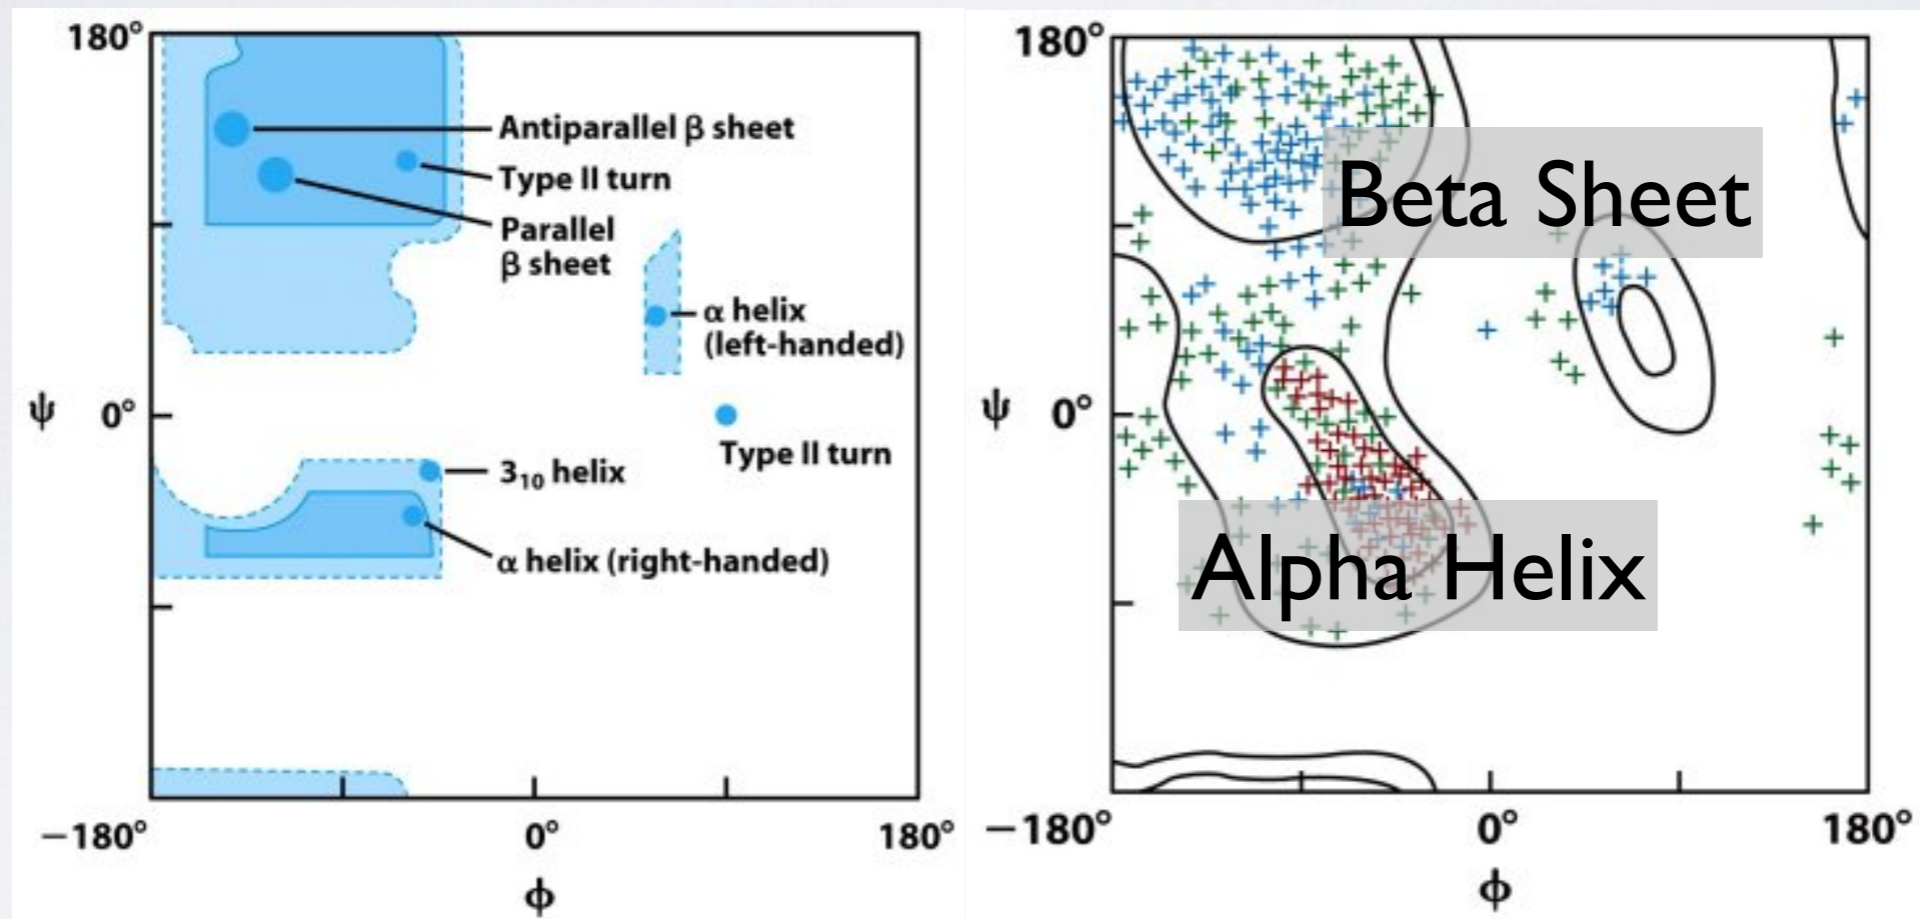 180°
Antiparallel β sheet
Type II turn
Parallel
β sheet
α helix
(left-handed)
ψ
0°
Type II turn
3₁₀ helix
α helix (right-handed)
−180°
0°
180°
ϕ
180°
Beta Sheet
ψ
0°
Alpha Helix
−180°
0°
180°
ϕ